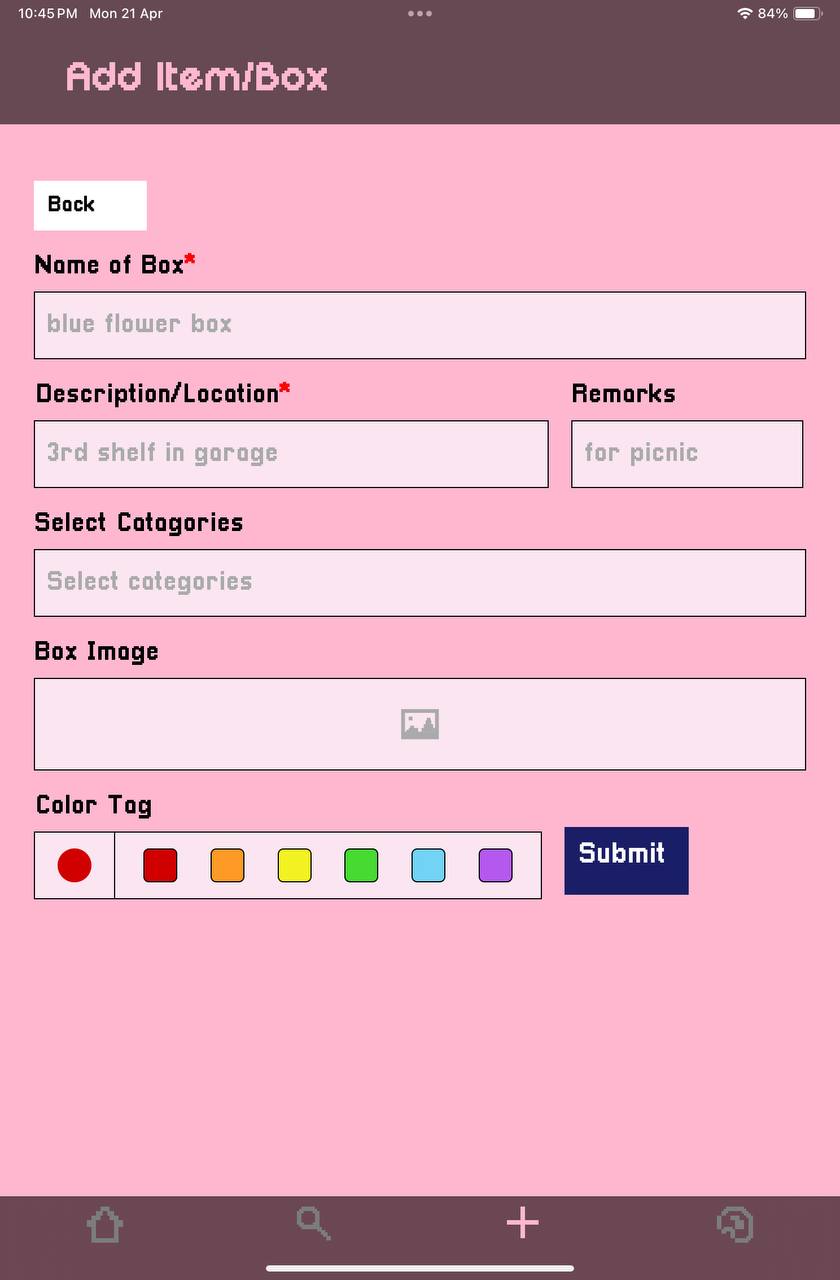 10:45 PM Mon 21 Apr 84%
Add Item/Box
Back
Name of Box*
blue flower box
Description/Location* Remarks
3rd shelf in garage for picnic
Select Catagories
Select categories
Box Image
Color Tag
Submit